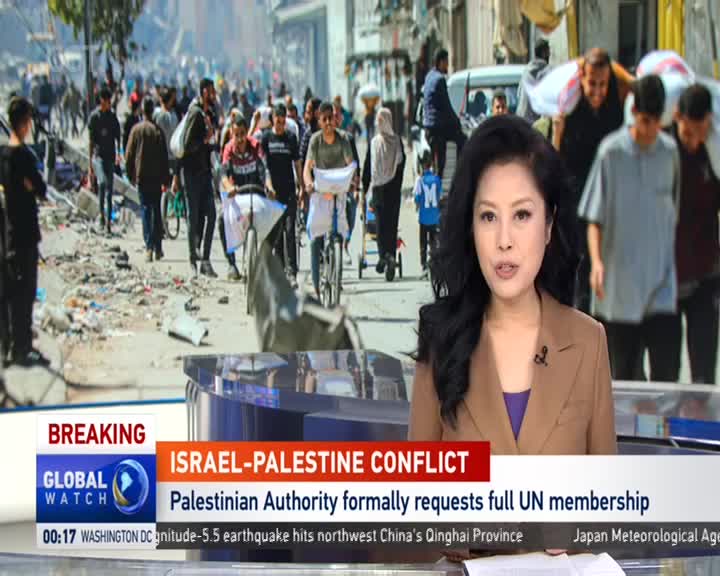 BREAKING
ISRAEL-PALESTINE CONFLICT
GLOBAL
WATCH
Palestinian Authority formally requests full UN membership
00:17 WASHINGTON DC
gnitude-5.5 earthquake hits northwest China's Qinghai Province Japan Meteorological Age
M